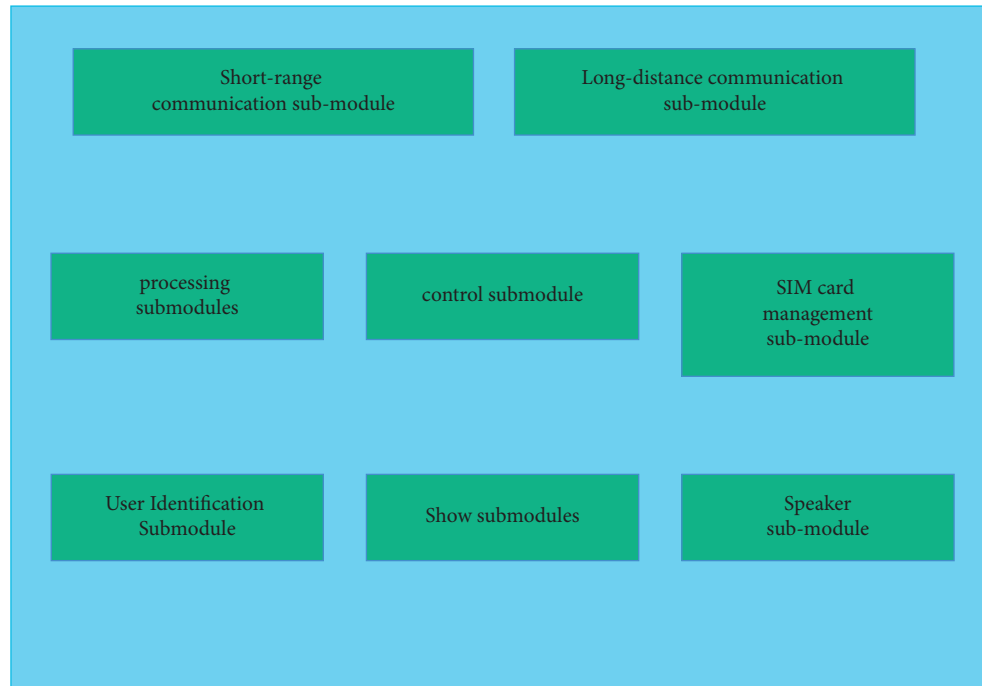 Short-range
communication sub-module
Long-distance communication
sub-module
processing
submodules
control submodule
SIM card
management
sub-module
User Identification
Submodule
Show submodules
Speaker
sub-module